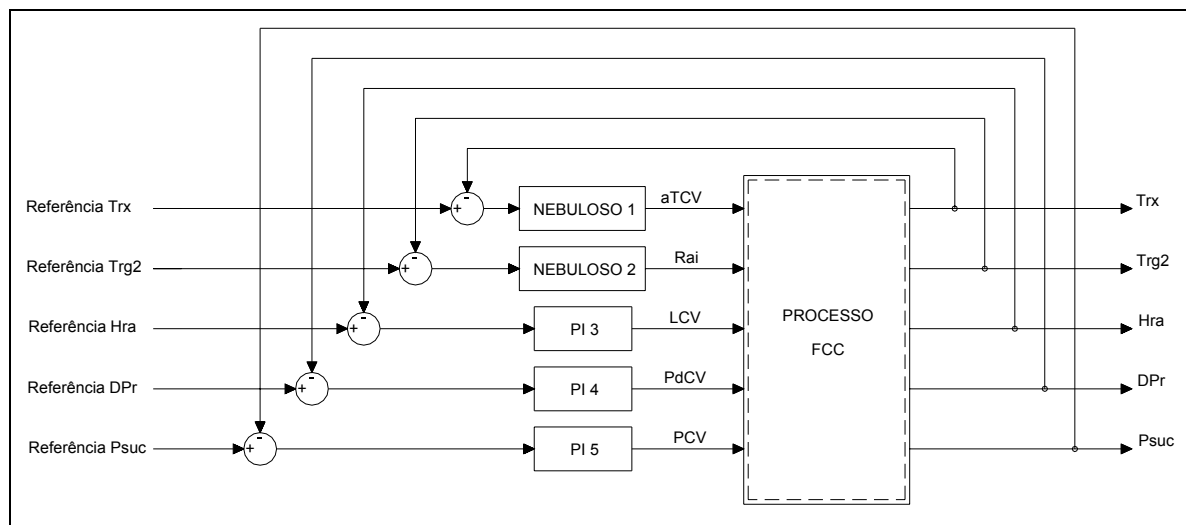 Referência Trx
+
-
NEBULOSO 1
aTCV
Trx
Referência Trg2
+
-
NEBULOSO 2
Rai
Trg2
Referência Hra
+
-
PI 3
LCV
PROCESSO
FCC
Hra
Referência DPr
+
-
PI 4
PdCV
DPr
Referência Psuc
+
-
PI 5
PCV
Psuc